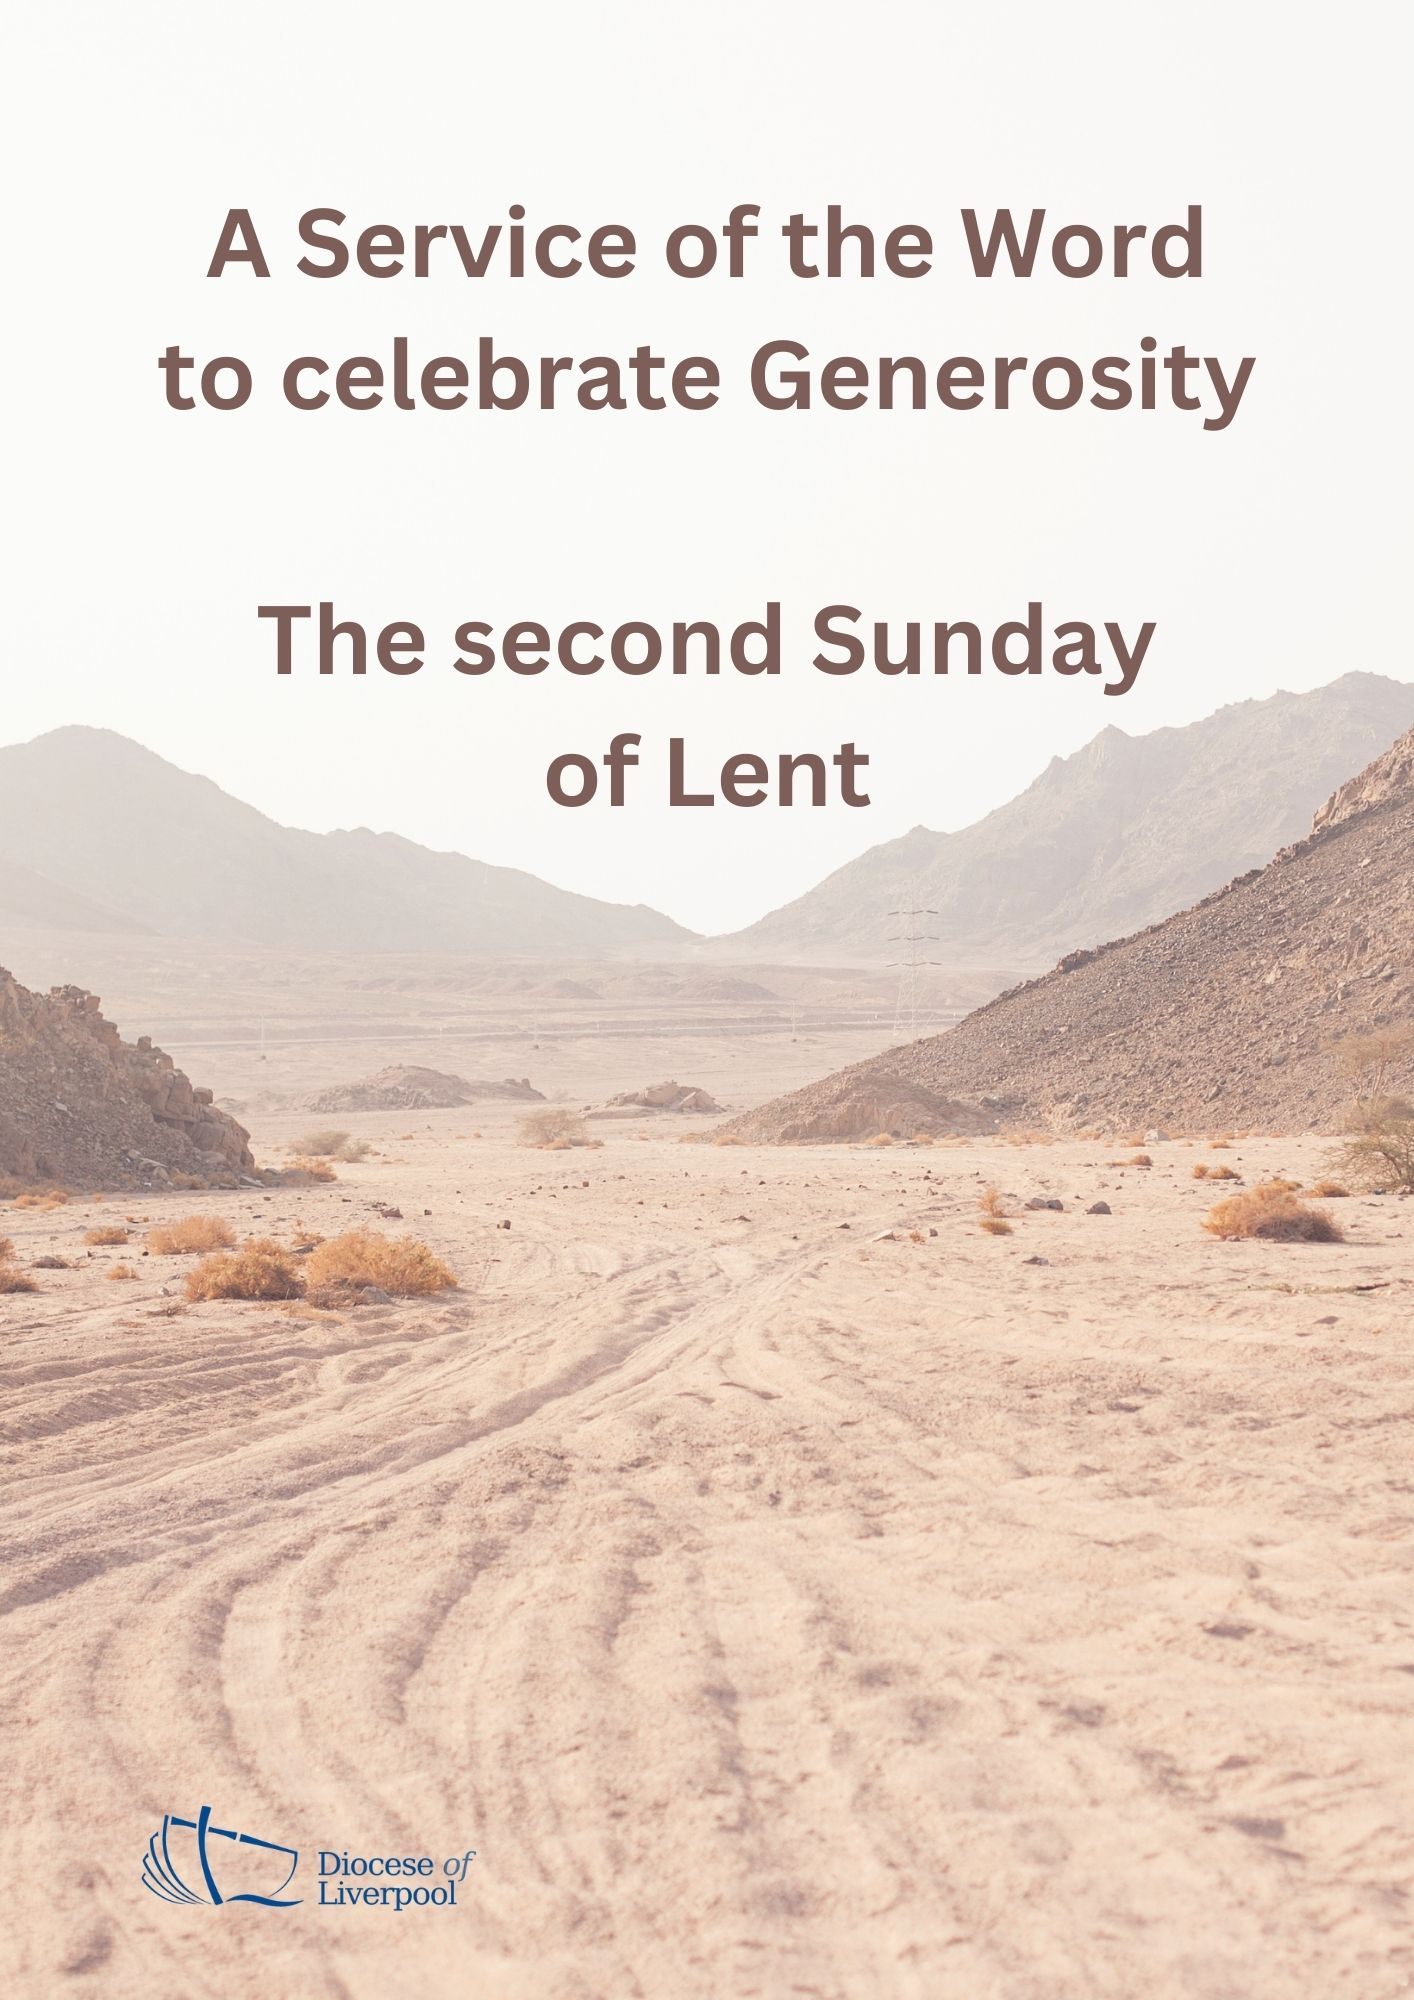 A Service of the Word
to celebrate Generosity
The second Sunday
of Lent
Diocese of
Liverpool